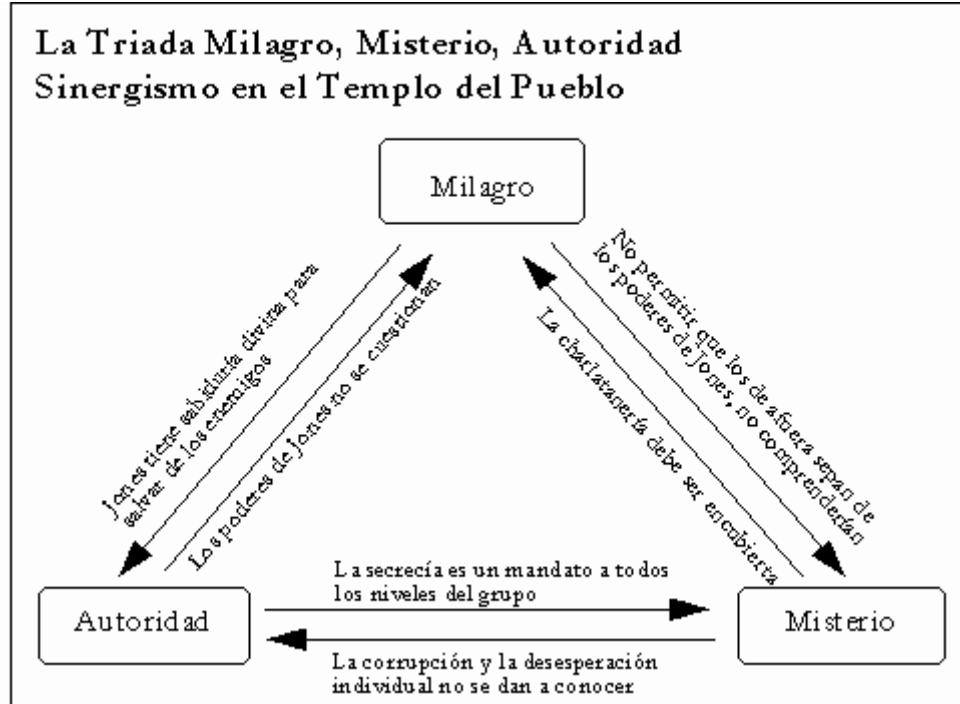 La Triada Milagro, Misterio, Autoridad
Sinergismo en el Templo del Pueblo
Milagro
Jones tiene sabiduría divina para
salvar de los enemigos
Los poderes de Jones no se cuestionan
No permitir que los de afuera sepan de
los poderes de Jones, no comprenderían
La charlatanería debe ser encubierta
Autoridad
La secrecía es un mandato a todos
los niveles del grupo
Misterio
La corrupción y la desesperación
individual no se dan a conocer